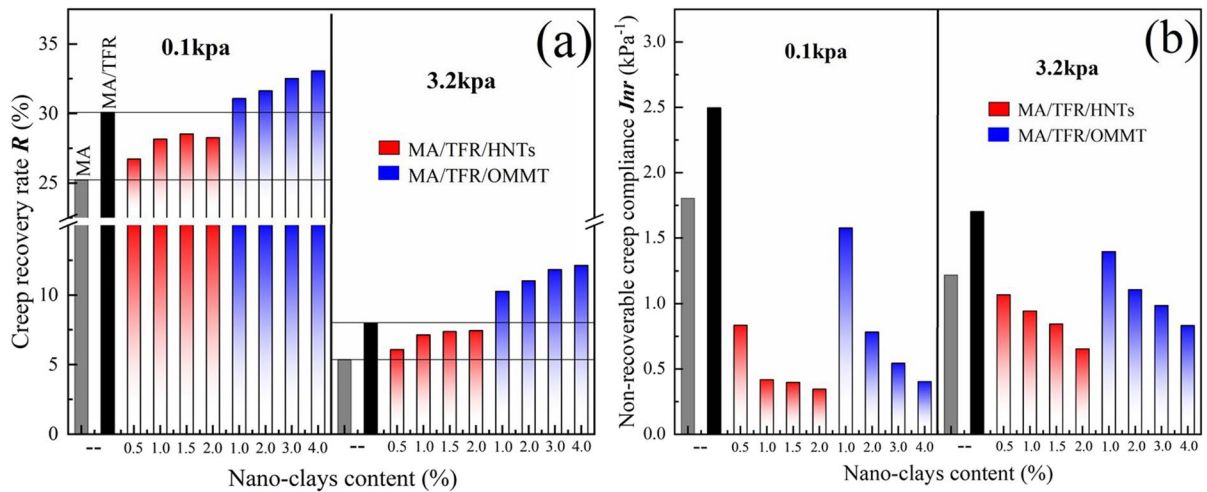 (a)
0.1kpa
3.2kpa
MA
MA/TFR
MA/TFR/HNTs
MA/TFR/OMMT
Creep recovery rate R (%)
35
30
25
10
5
0
-- 0.5 1.0 1.5 2.0 1.0 2.0 3.0 4.0 -- 0.5 1.0 1.5 2.0 1.0 2.0 3.0 4.0
Nano-clays content (%)
(b)
0.1kpa
3.2kpa
MA/TFR/HNTs
MA/TFR/OMMT
Non-recoverable creep compliance Jnr (kPa⁻¹)
3.0
2.5
2.0
1.5
1.0
0.5
0.0
-- 0.5 1.0 1.5 2.0 1.0 2.0 3.0 4.0 -- 0.5 1.0 1.5 2.0 1.0 2.0 3.0 4.0
Nano-clays content (%)